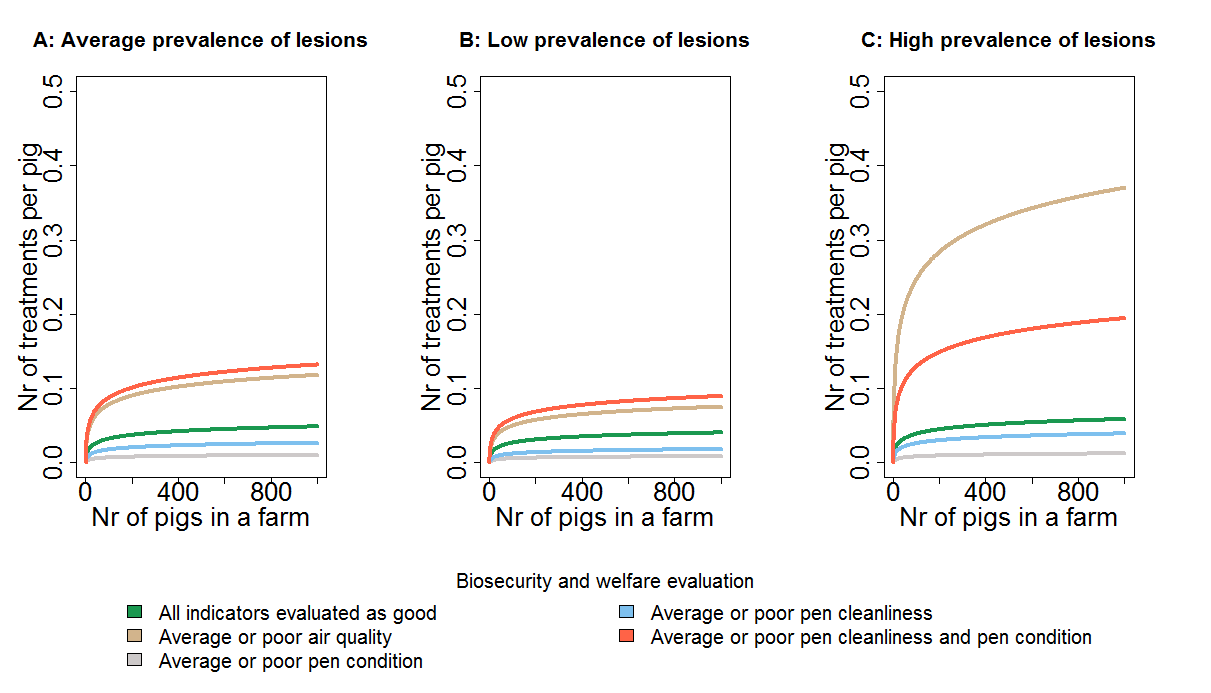 A: Average prevalence of lesions
B: Low prevalence of lesions
C: High prevalence of lesions
Nr of treatments per pig
0.0 0.1 0.2 0.3 0.4 0.5
Nr of treatments per pig
0.0 0.1 0.2 0.3 0.4 0.5
Nr of treatments per pig
0.0 0.1 0.2 0.3 0.4 0.5
0 400 800
0 400 800
0 400 800
Nr of pigs in a farm
Nr of pigs in a farm
Nr of pigs in a farm
Biosecurity and welfare evaluation
All indicators evaluated as good
Average or poor air quality
Average or poor pen condition
Average or poor pen cleanliness
Average or poor pen cleanliness and pen condition